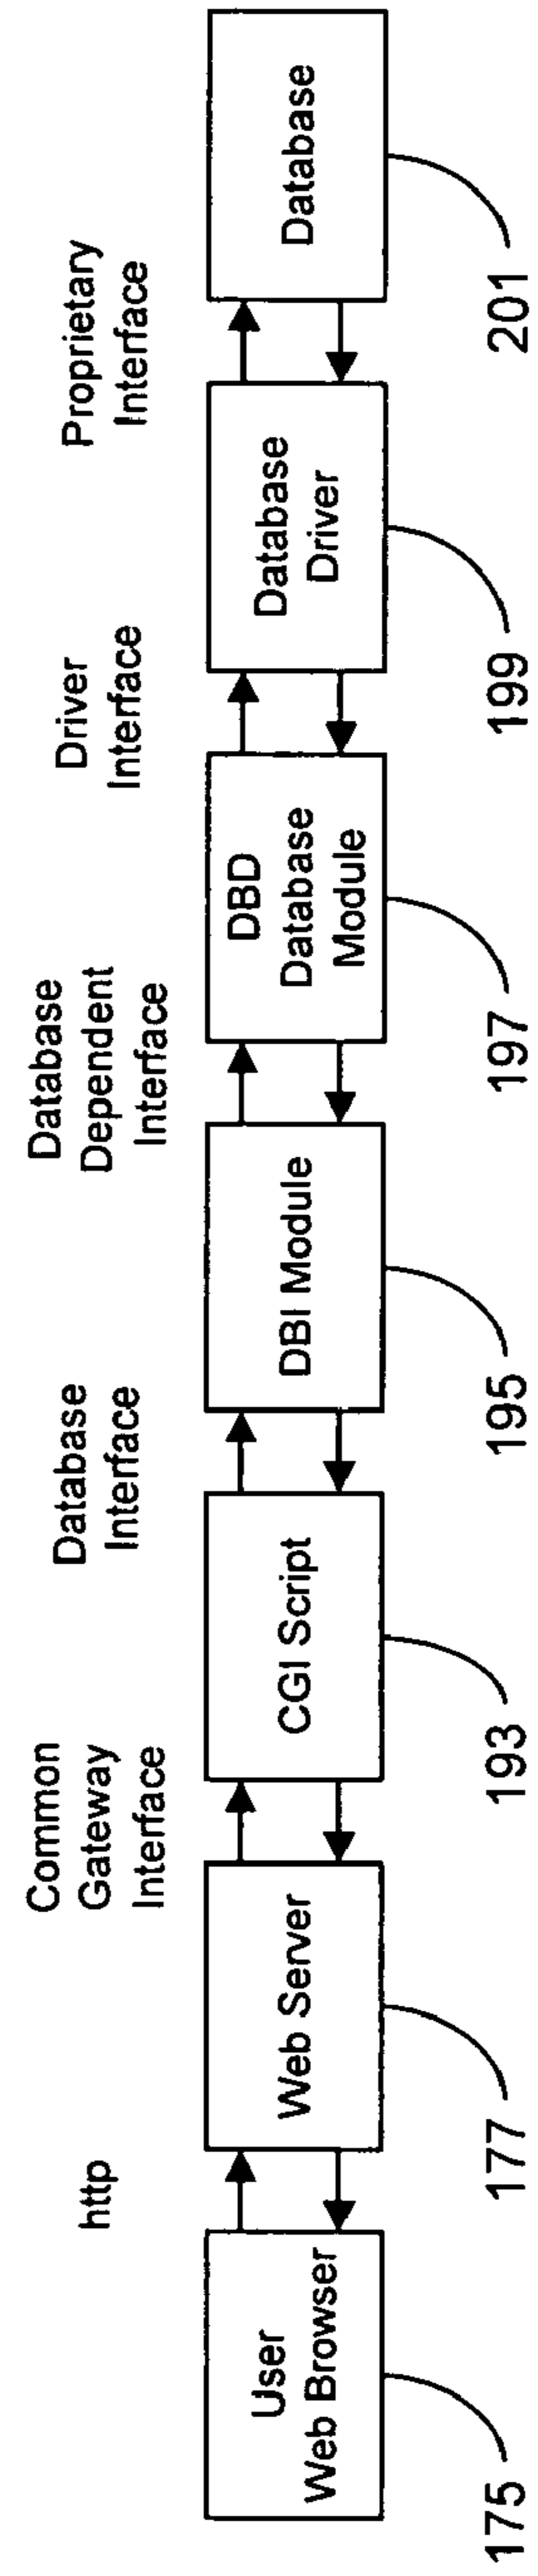 http
Common
Gateway
Interface
Database
Interface
Database
Dependent
Interface
Driver
Interface
Proprietary
Interface
User
Web Browser
Web Server
CGI Script
DBI Module
DBD
Database
Module
Database
Driver
Database
175
177
193
195
197
199
201